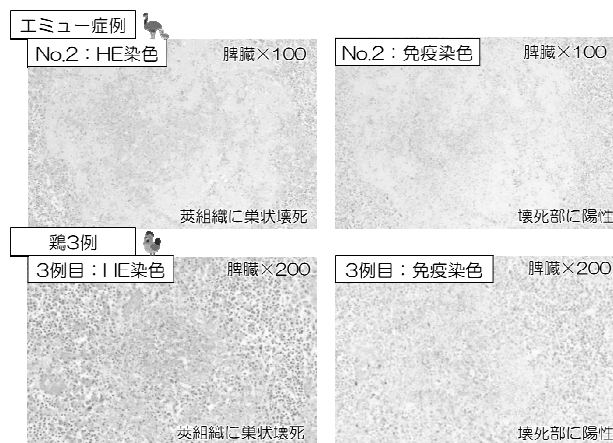 エミュー症例
No.2：HE染色
脾臓×100
莢組織に巣状壊死
No.2：免疫染色
脾臓×100
壊死部に陽性
鶏3例
3例目：HE染色
脾臓×200
莢組織に巣状壊死
3例目：免疫染色
脾臓×200
壊死部に陽性